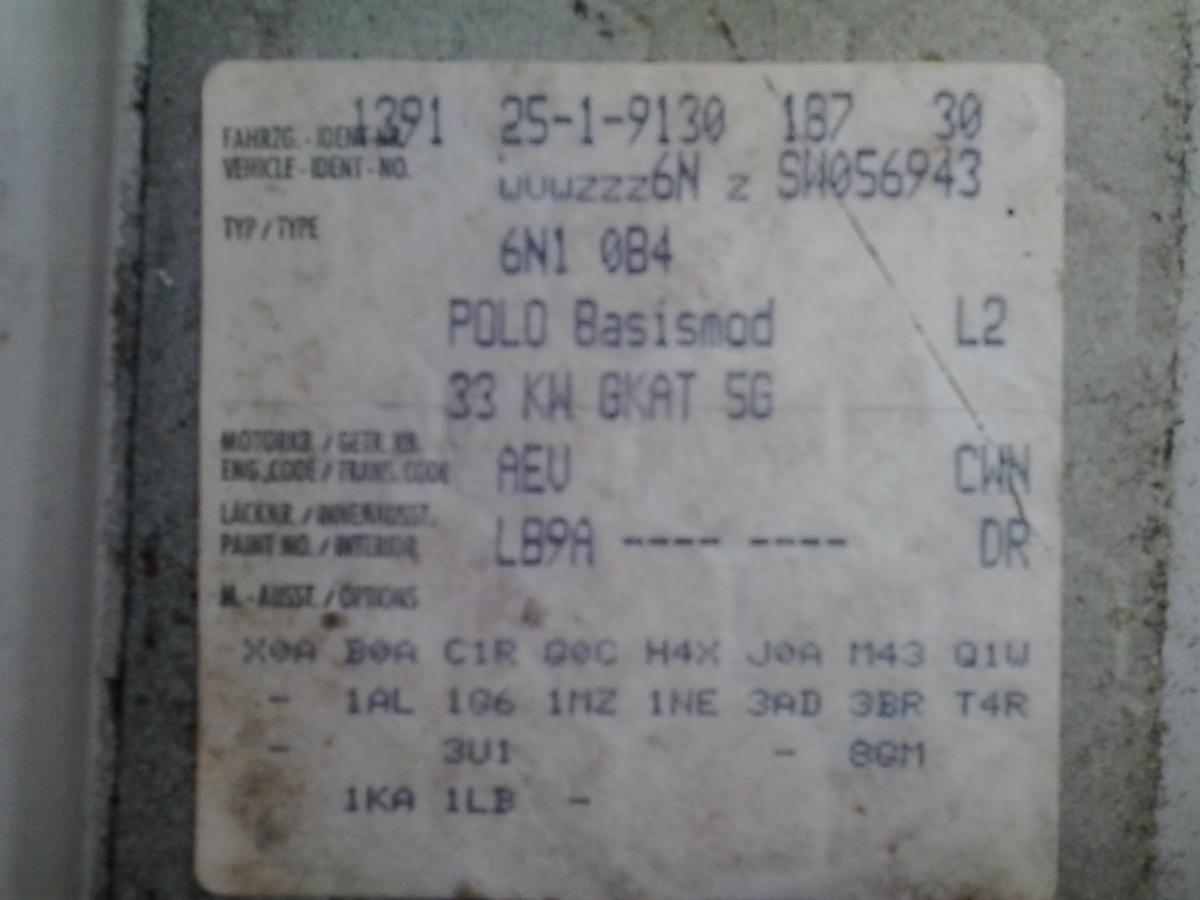 1391 25-1-9130 187 30
FAHRZG. - IDENT-NR.
VEHICLE - IDENT - NO.
WVWZZZ6N Z SW056943
TYP / TYPE
6N1 0B4
POLO Basismod L2
33 KW GKAT 5G
MOTORKB. / GETR. KB.
ENG.CODE / TRANS. CODE AEV CWN
LACKNR. / INNENAUSST.
PAINT NO. / INTERIOR LB9A ---- ---- DR
M. - AUSST. / OPTIONS
X0A B0A C1R Q0C H4X J0A M43 Q1W
- 1AL 1G6 1MZ 1NE 3AD 3BR T4R
- 3U1 - 8GM
1KA 1LB -